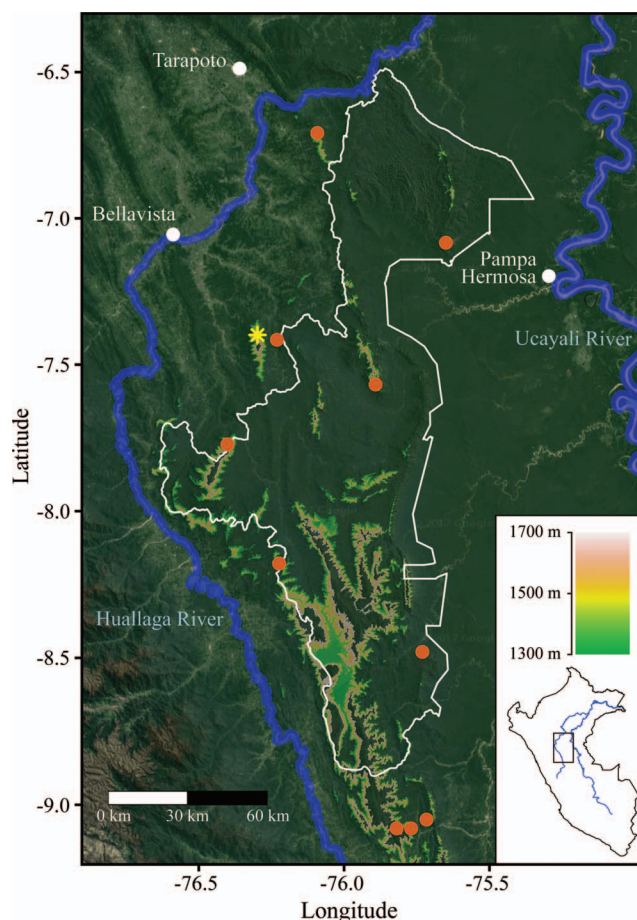 Tarapoto
Bellavista
Pampa
Hermosa
Ucayali River
Huallaga River
-6.5
-7.0
-7.5
-8.0
-8.5
-9.0
Latitude
1700 m
1500 m
1300 m
0 km
30 km
60 km
-76.5
-76.0
-75.5
Longitude